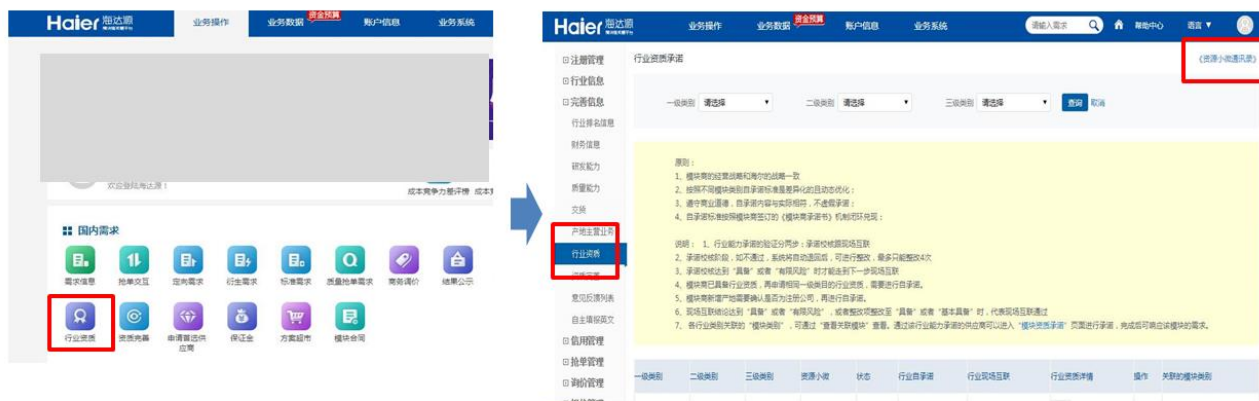 Haier 海达源
业务操作
业务数据
资金预算
账户信息
业务系统
欢迎登陆海达源！
成本竞争力差评榜
国内需求
需求信息
抢单交互
定向需求
衍生需求
标准需求
质量抢单需求
商务调价
结果公示
行业资质
资质完善
申请首选供应商
保证金
方案超市
模块合同
Haier 海达源
业务操作
业务数据
资金预算
账户信息
业务系统
请输入需求
帮助中心
语言 ▼
注册管理
行业信息
完善信息
行业排名信息
财务信息
研发能力
质量能力
交货
产地主营业务
行业资质
意见反馈列表
自主填报英文
信用管理
抢单管理
询价管理
行业资质承诺
《资源小微通讯录》
一级类别 请选择
二级类别 请选择
三级类别 请选择
查询 取消
原则：
1、模块商的经营战略和海尔的战略一致
2、按照不同模块类别自承诺标准是差异化的且动态优化；
3、遵守商业道德，自承诺内容与实际相符，不虚假承诺；
4、自承诺标准按照模块商签订的《模块商承诺书》机制闭环兑现；
说明： 1、行业能力承诺的验证分两步：承诺校核跟现场互联
2、承诺校核阶段，如不通过，系统将自动退回后，可进行整改，最多只能整改4次
3、承诺校核达到 "具备" 或者 "有限风险" 时才能达到下一步现场互联
4、模块商已具备行业资质，再申请相同一级类目的行业资质，需要进行自承诺。
5、模块商新增产地需要确认是否为注册公司，再进行自承诺。
6、现场互联结论达到 "具备" 或者 "有限风险" ，或者整改项整改至 "具备" 或者 "基本具备" 时，代表现场互联通过
7、各行业类别关联的 "模块类别" ，可通过 "查看关联模块" 查看。通过该行业能力承诺的供应商可以进入 "模块资质承诺" 页面进行承诺，完成后可响应该模块的需求。
一级类别
二级类别
三级类别
资源小微
状态
行业自承诺
行业现场互联
行业资质详情
操作
关联的模块类别